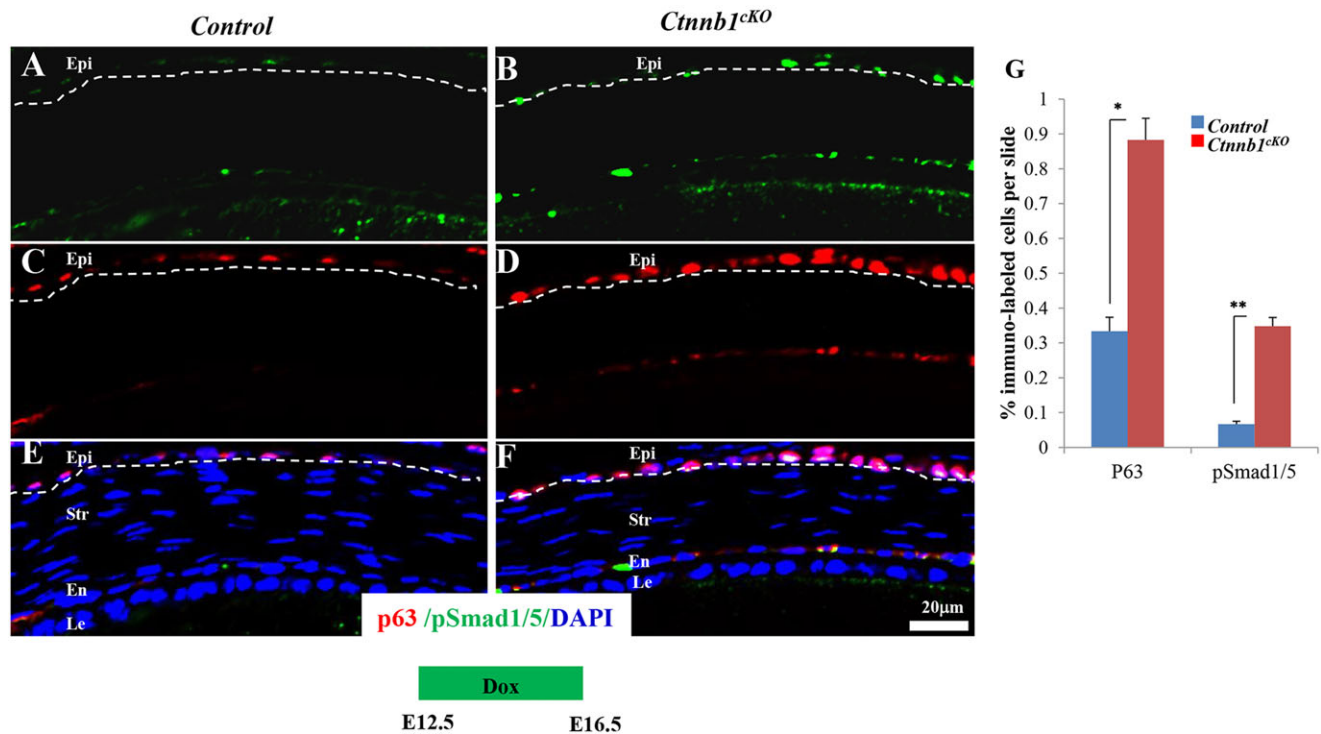 Control
Ctnnb1cKO
A
Epi
B
Epi
C
Epi
D
Epi
E
Epi
Str
En
Le
F
Epi
Str
En
Le
20μm
p63 /pSmad1/5/DAPI
Dox
E12.5
E16.5
G
% immuno-labeled cells per slide
1
0.9
0.8
0.7
0.6
0.5
0.4
0.3
0.2
0.1
0
*
**
Control
Ctnnb1cKO
P63
pSmad1/5